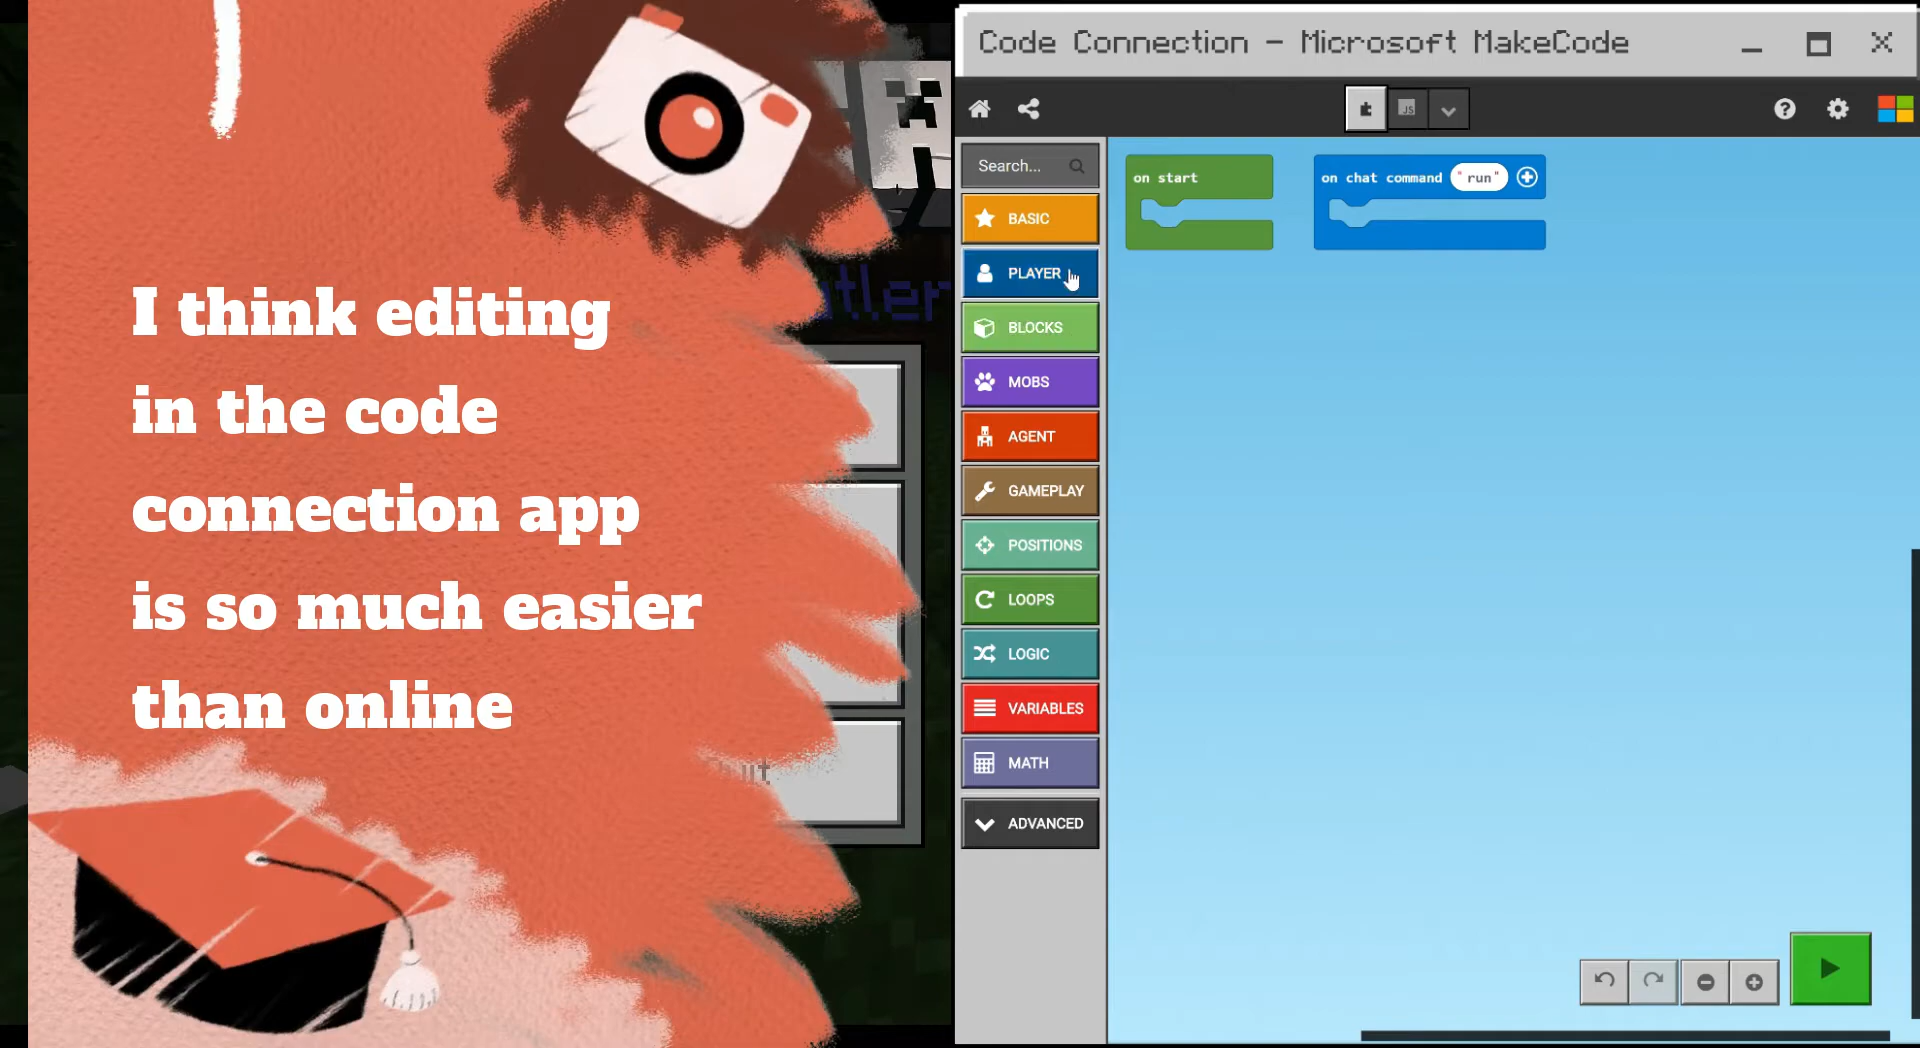 I think editing
in the code
connection app
is so much easier
than online
Code Connection - Microsoft MakeCode
JS
Search...
BASIC
PLAYER
BLOCKS
MOBS
AGENT
GAMEPLAY
POSITIONS
LOOPS
LOGIC
VARIABLES
MATH
ADVANCED
on start
on chat command "run"